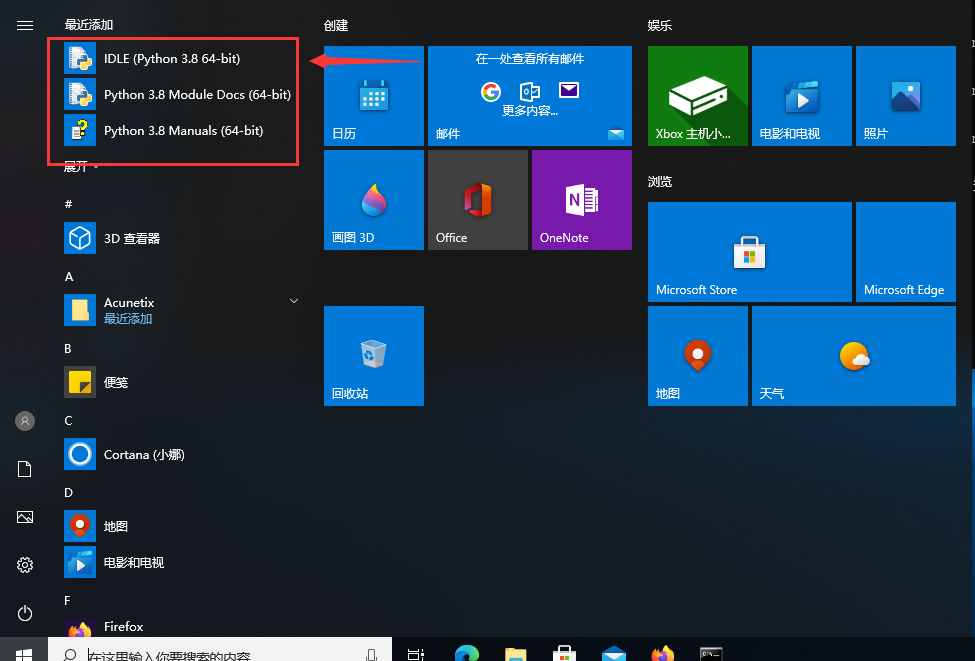 最近添加
IDLE (Python 3.8 64-bit)
Python 3.8 Module Docs (64-bit)
Python 3.8 Manuals (64-bit)
展开
#
3D 查看器
A
Acunetix
最近添加
B
便笺
C
Cortana (小娜)
D
地图
电影和电视
F
Firefox
在这里输入你要搜索的内容
创建
日历
在一处查看所有邮件
更多内容...
邮件
画图 3D
Office
OneNote
回收站
娱乐
Xbox 主机小...
电影和电视
照片
浏览
Microsoft Store
Microsoft Edge
地图
天气